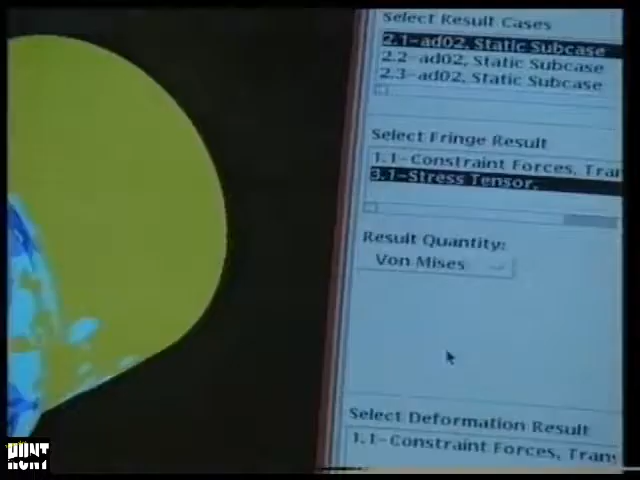 Select Result Cases
2.1-ad02, Static Subcase
2.2-ad02, Static Subcase
2.3-ad02, Static Subcase
Select Fringe Result
1.1-Constraint Forces, Tran
3.1-Stress Tensor,
Result Quantity:
Von Mises
Select Deformation Result
1.1-Constraint Forces, Trans